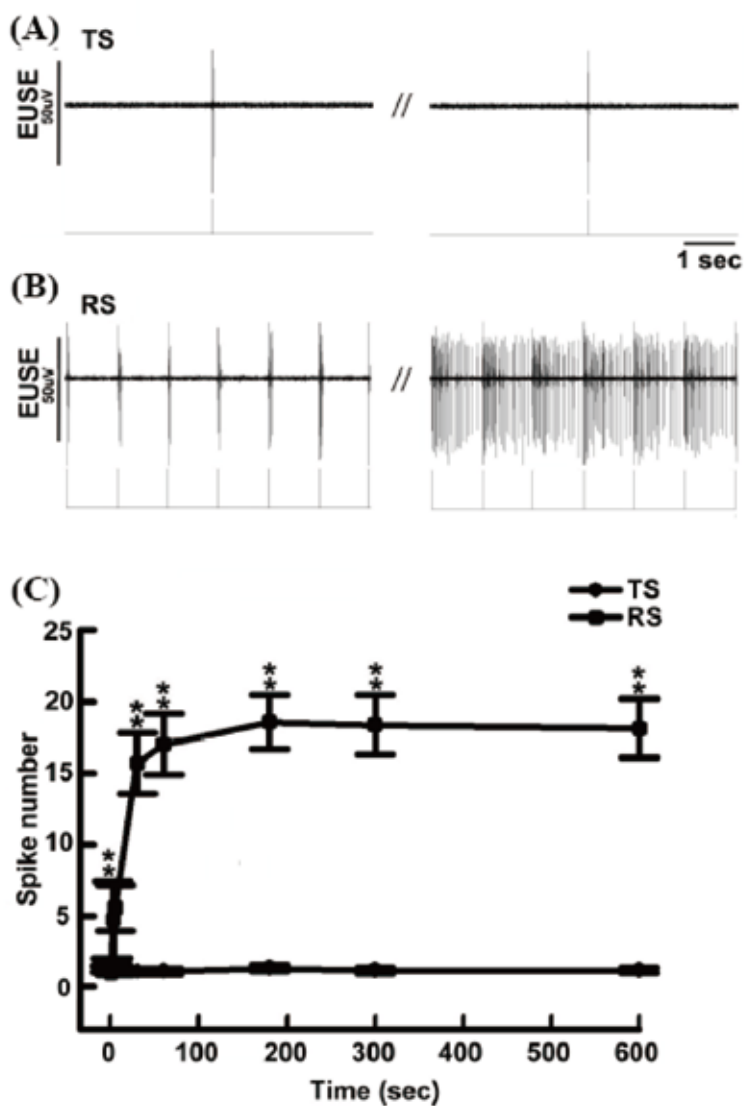 (A)
TS
EUSE
50uV
//
1 sec
(B)
RS
EUSE
50uV
//
(C)
TS
RS
25
20
15
10
5
0
Spike number
**
**
**
**
**
**
0 100 200 300 400 500 600
Time (sec)